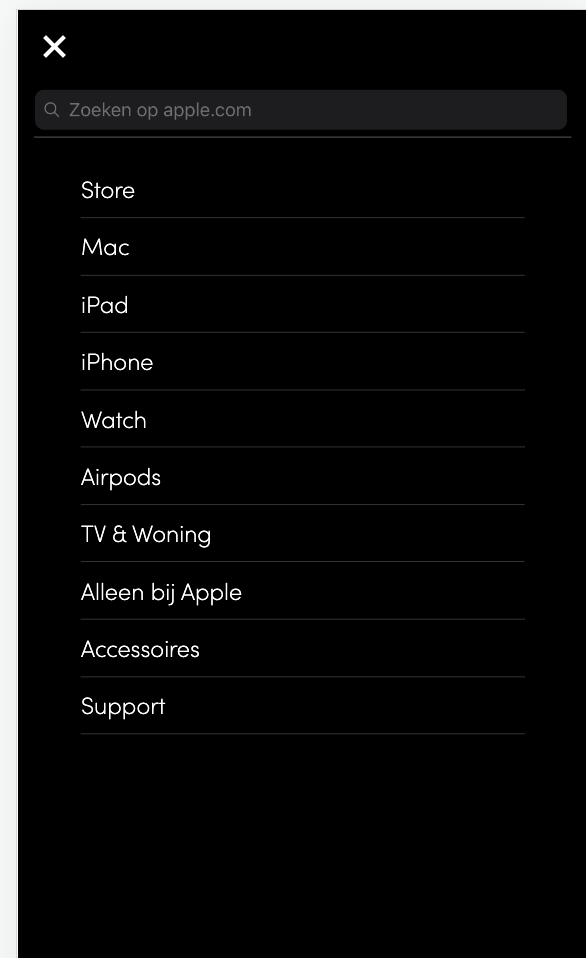 Zoeken op apple.com
Store
Mac
iPad
iPhone
Watch
Airpods
TV & Woning
Alleen bij Apple
Accessoires
Support